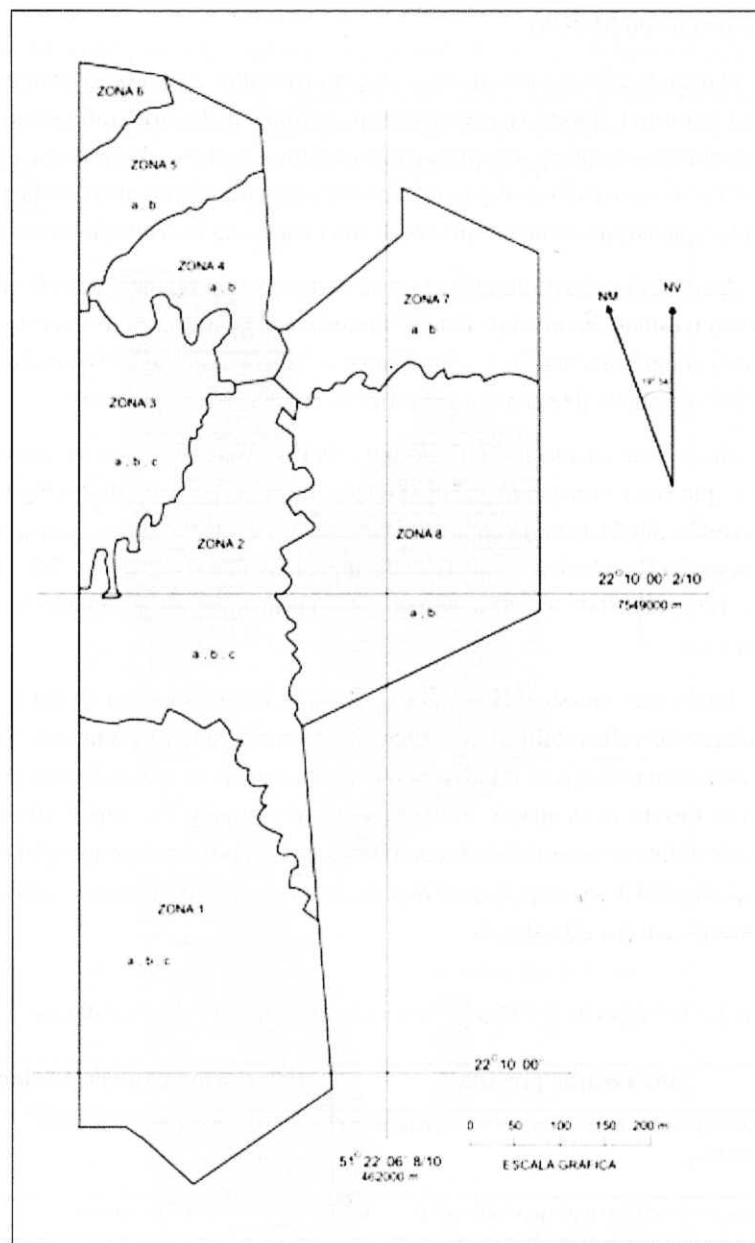 ZONA 6
ZONA 5
a , b
ZONA 4
a , b
ZONA 7
a , b
NM
NV
ZONA 3
a , b , c
ZONA 2
a , b , c
ZONA 8
a , b
22° 10' 00" 2/10
7549000 m
ZONA 1
a , b , c
22° 10' 00"
0 50 100 150 200 m
ESCALA GRÁFICA
51° 22' 06" 8/10
462000 m